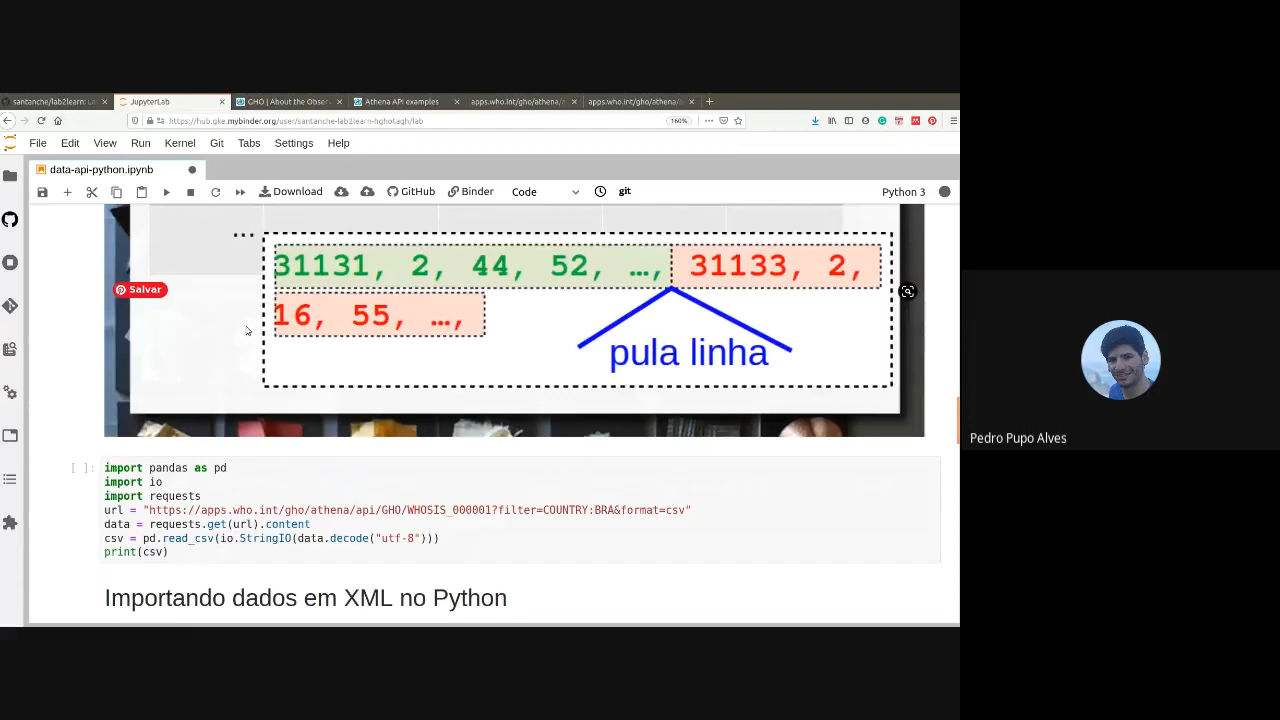 santanche/lab2learn: La
JupyterLab
GHO | About the Obser
Athena API examples
apps.who.int/gho/athena/
apps.who.int/gho/athena/
https://hub.gke.mybinder.org/user/santanche-lab2learn-hghotagh/lab
160%
File Edit View Run Kernel Git Tabs Settings Help
data-api-python.ipynb
Download GitHub Binder Code git Python 3
...
31131, 2, 44, 52, …, 31133, 2,
Salvar
16, 55, …,
pula linha
[ ]:
import pandas as pd
import io
import requests
url = "https://apps.who.int/gho/athena/api/GHO/WHOSIS_000001?filter=COUNTRY:BRA&format=csv"
data = requests.get(url).content
csv = pd.read_csv(io.StringIO(data.decode("utf-8")))
print(csv)
Importando dados em XML no Python
Pedro Pupo Alves